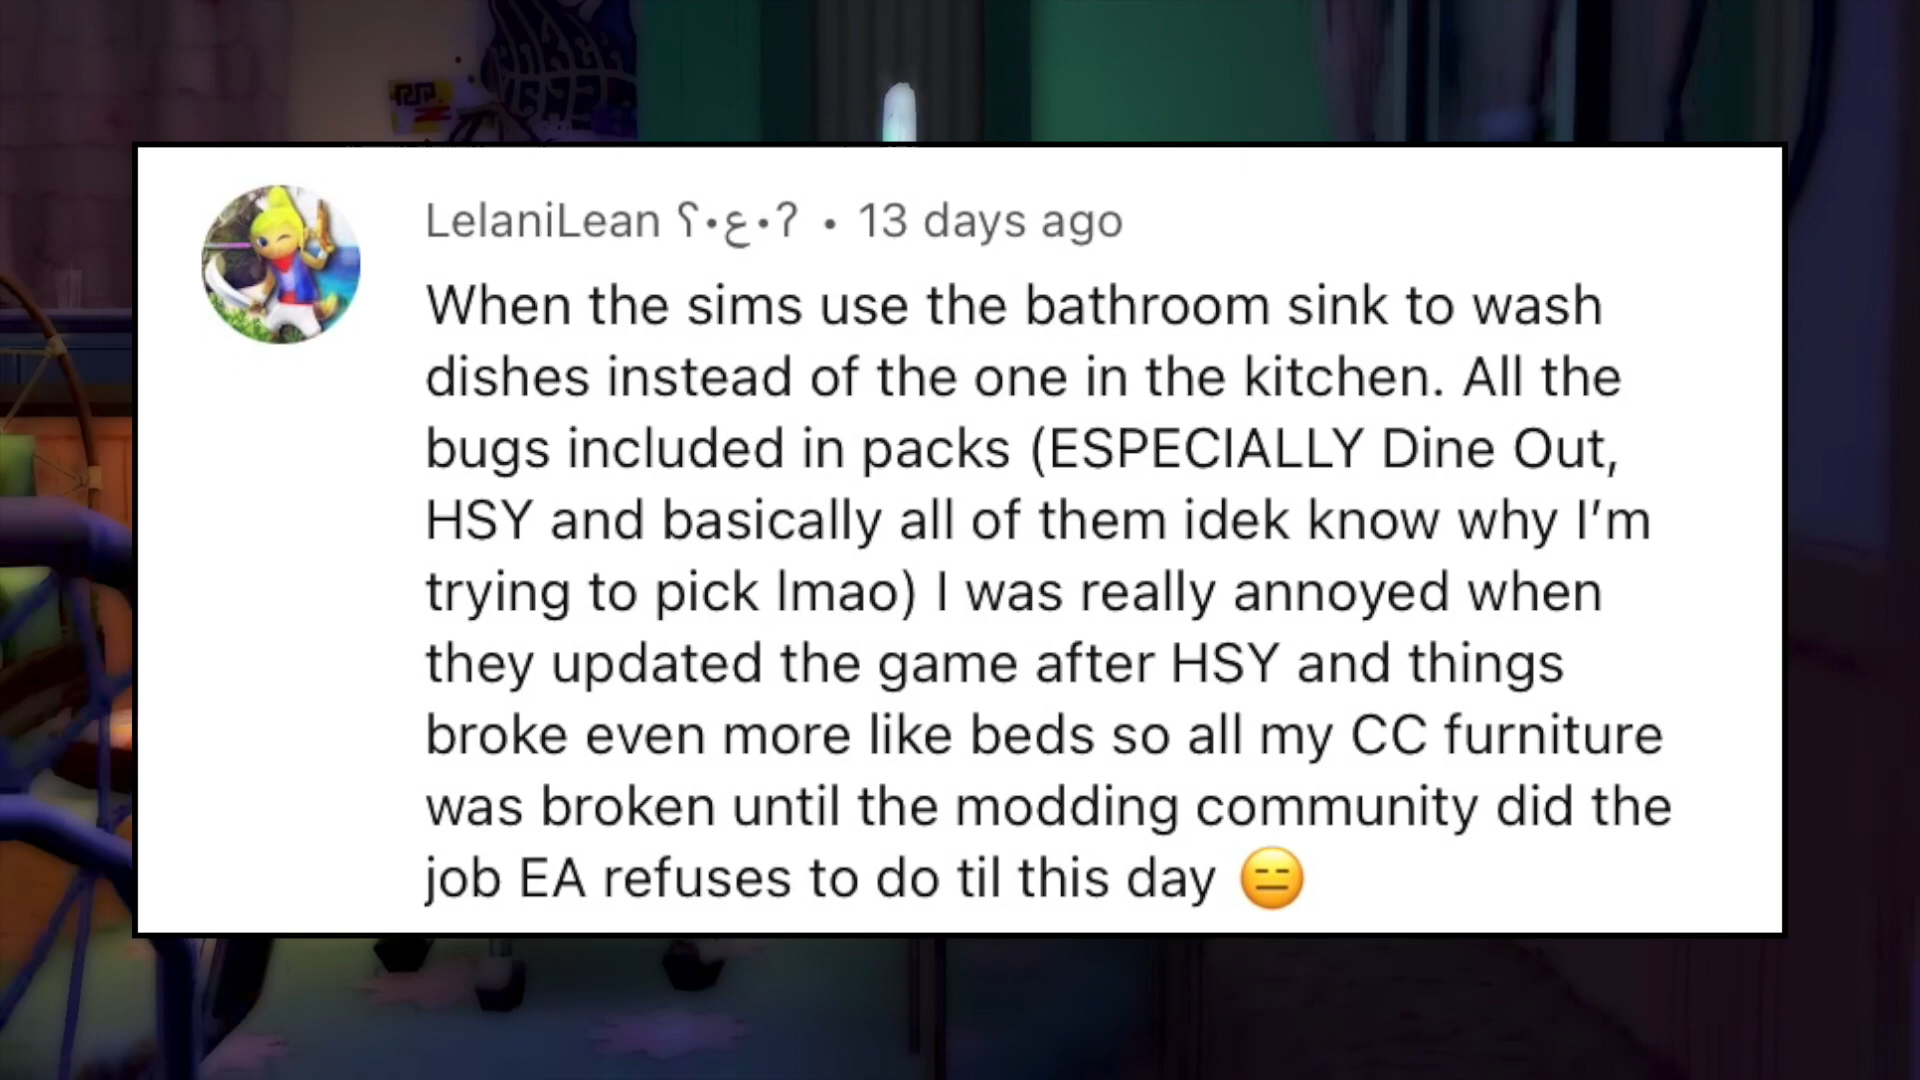 LelaniLean ʕ•ع•ʔ • 13 days ago
When the sims use the bathroom sink to wash
dishes instead of the one in the kitchen. All the
bugs included in packs (ESPECIALLY Dine Out,
HSY and basically all of them idek know why I’m
trying to pick lmao) I was really annoyed when
they updated the game after HSY and things
broke even more like beds so all my CC furniture
was broken until the modding community did the
job EA refuses to do til this day 😑